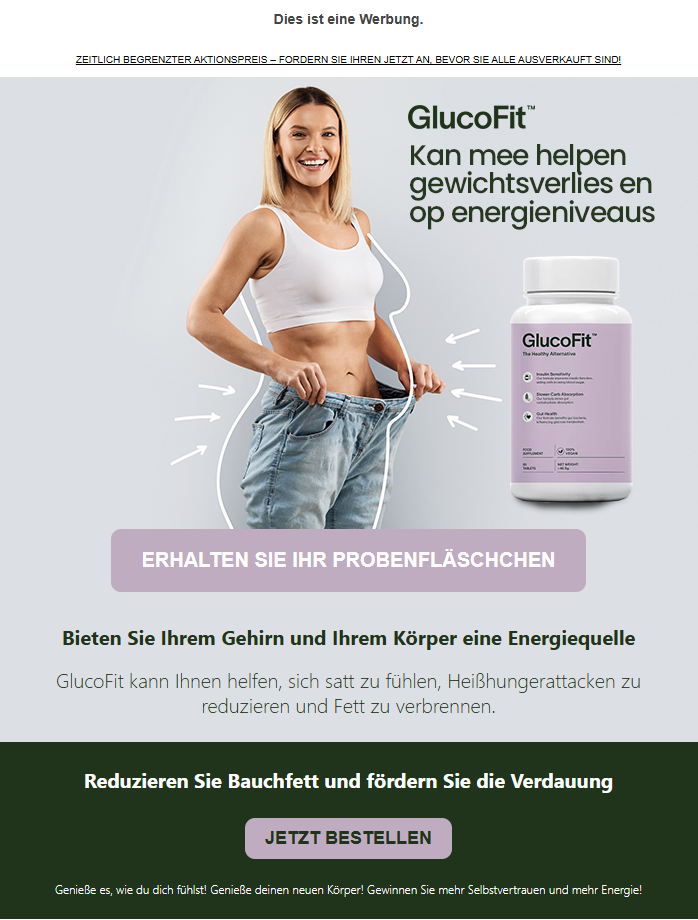 Dies ist eine Werbung.
ZEITLICH BEGRENZTER AKTIONSPREIS – FORDERN SIE IHREN JETZT AN, BEVOR SIE ALLE AUSVERKAUFT SIND!
GlucoFit™
Kan mee helpen
gewichtsverlies en
op energieniveaus
GlucoFit™
The Healthy Alternative
Insulin Sensitivity
Slower Carb Absorption
Gut Health
FOOD
SUPPLEMENT
100%
VEGAN
TABLETS
NET WEIGHT:
ERHALTEN SIE IHR PROBENFLÄSCHCHEN
Bieten Sie Ihrem Gehirn und Ihrem Körper eine Energiequelle
GlucoFit kann Ihnen helfen, sich satt zu fühlen, Heißhungerattacken zu
reduzieren und Fett zu verbrennen.
Reduzieren Sie Bauchfett und fördern Sie die Verdauung
JETZT BESTELLEN
Genieße es, wie du dich fühlst! Genieße deinen neuen Körper! Gewinnen Sie mehr Selbstvertrauen und mehr Energie!